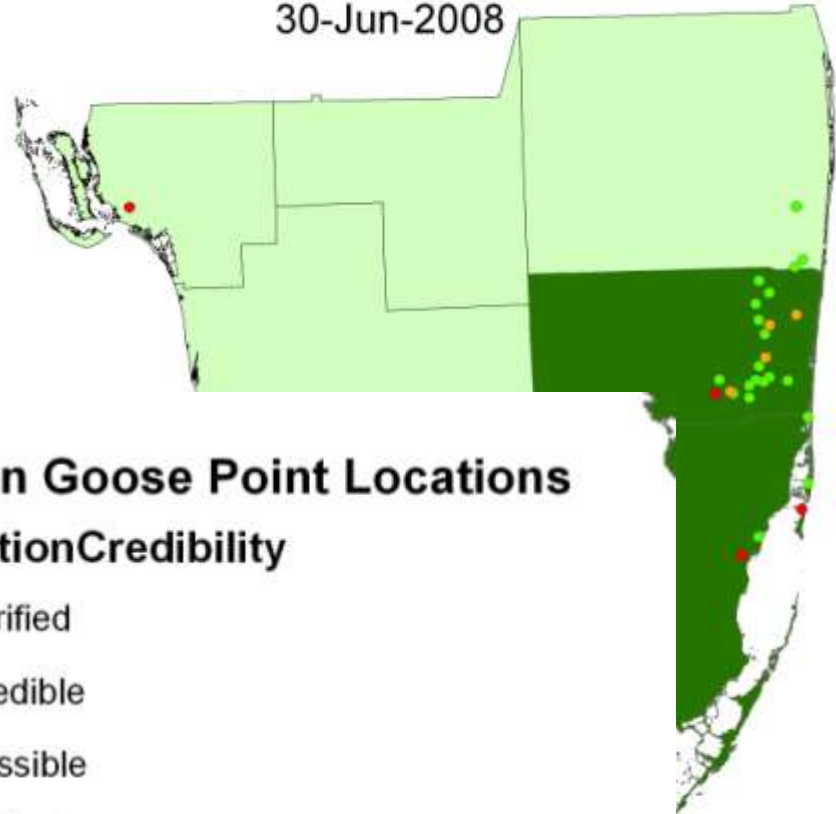 30-Jun-2008
n Goose Point Locations
tionCredibility
rified
edible
ssible